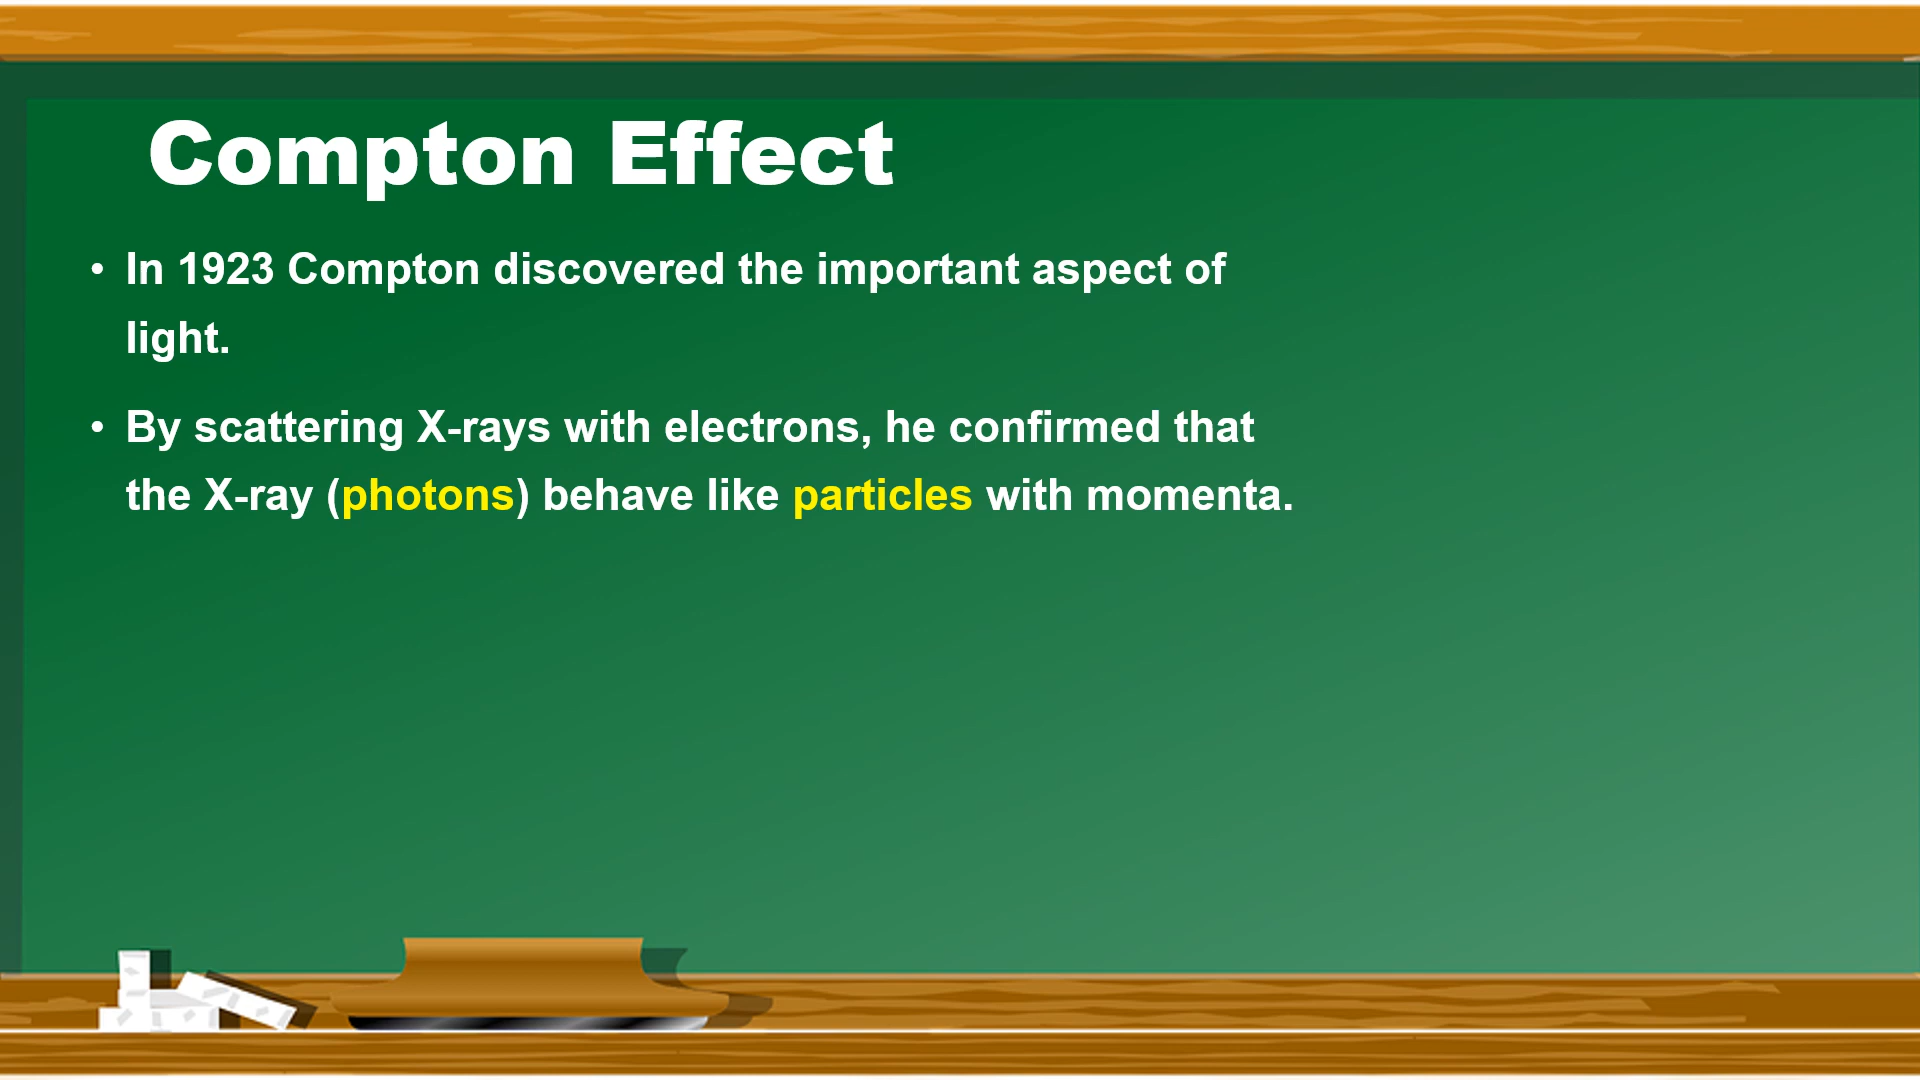 Compton Effect
• In 1923 Compton discovered the important aspect of
light.
• By scattering X-rays with electrons, he confirmed that
the X-ray (photons) behave like particles with momenta.